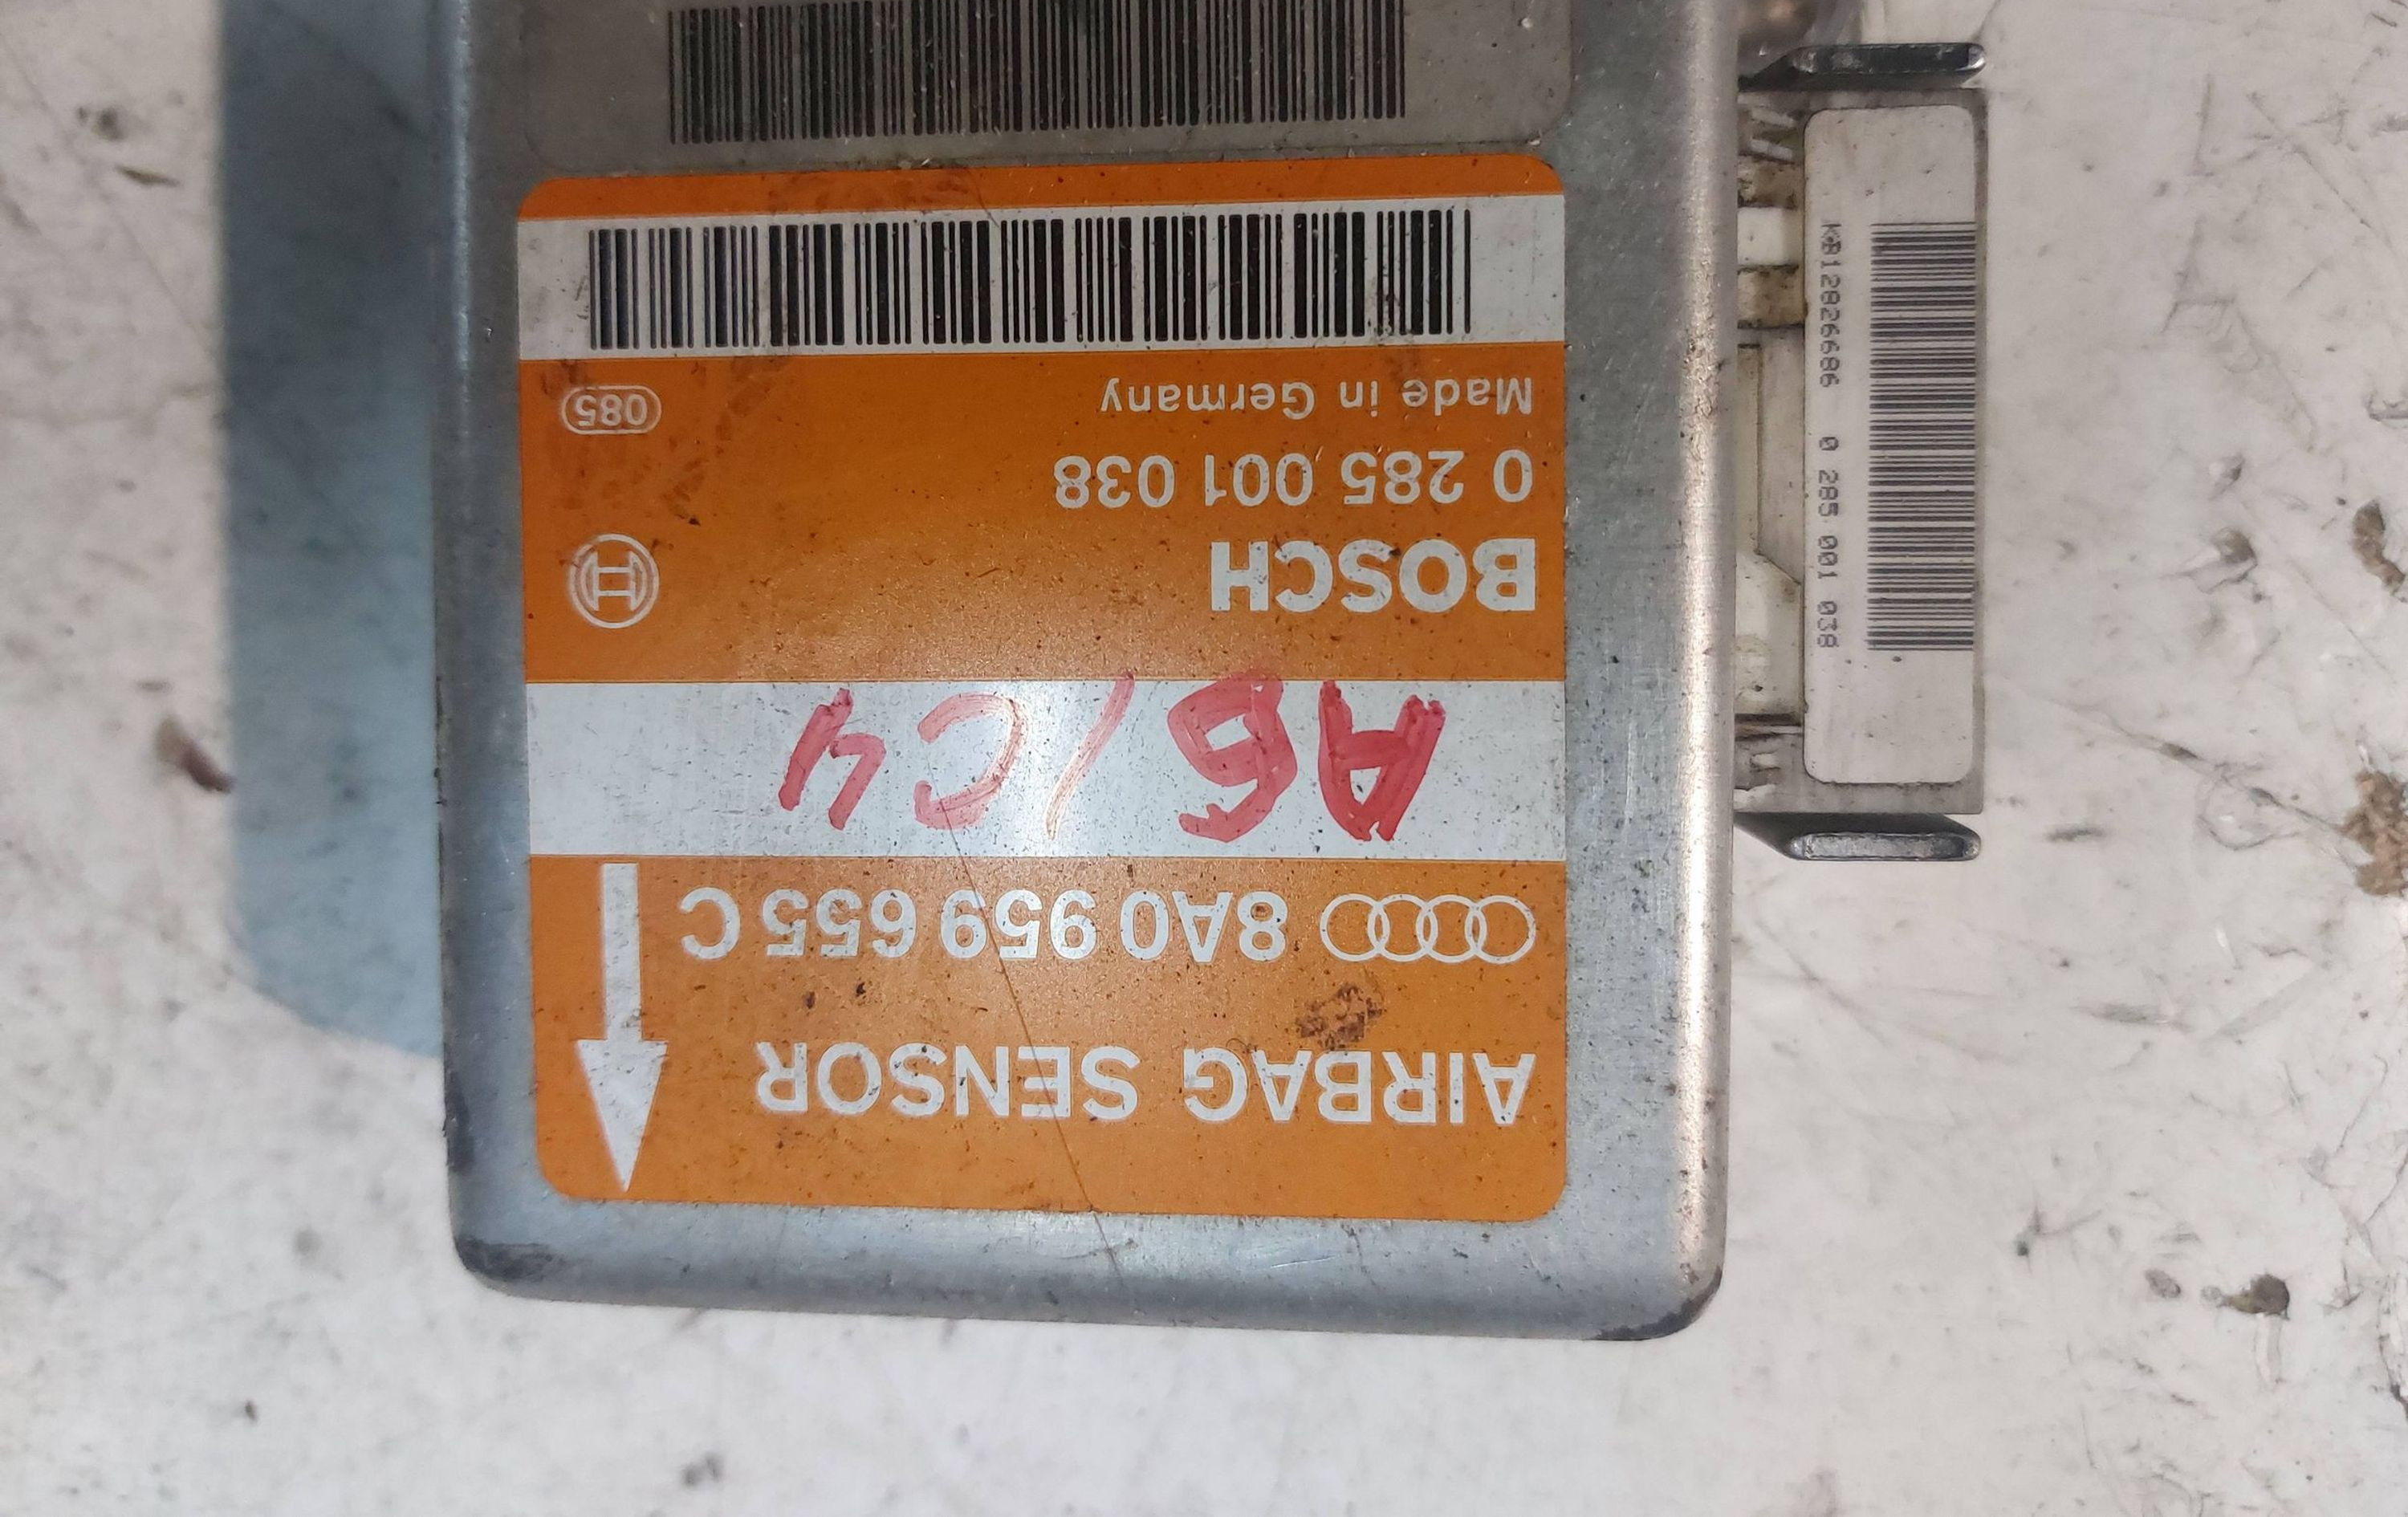 AIRBAG SENSOR
8A0 959 655 C
A6/C4
BOSCH
0 285 001 038
Made in Germany
085
K+B12826686 0 285 001 038